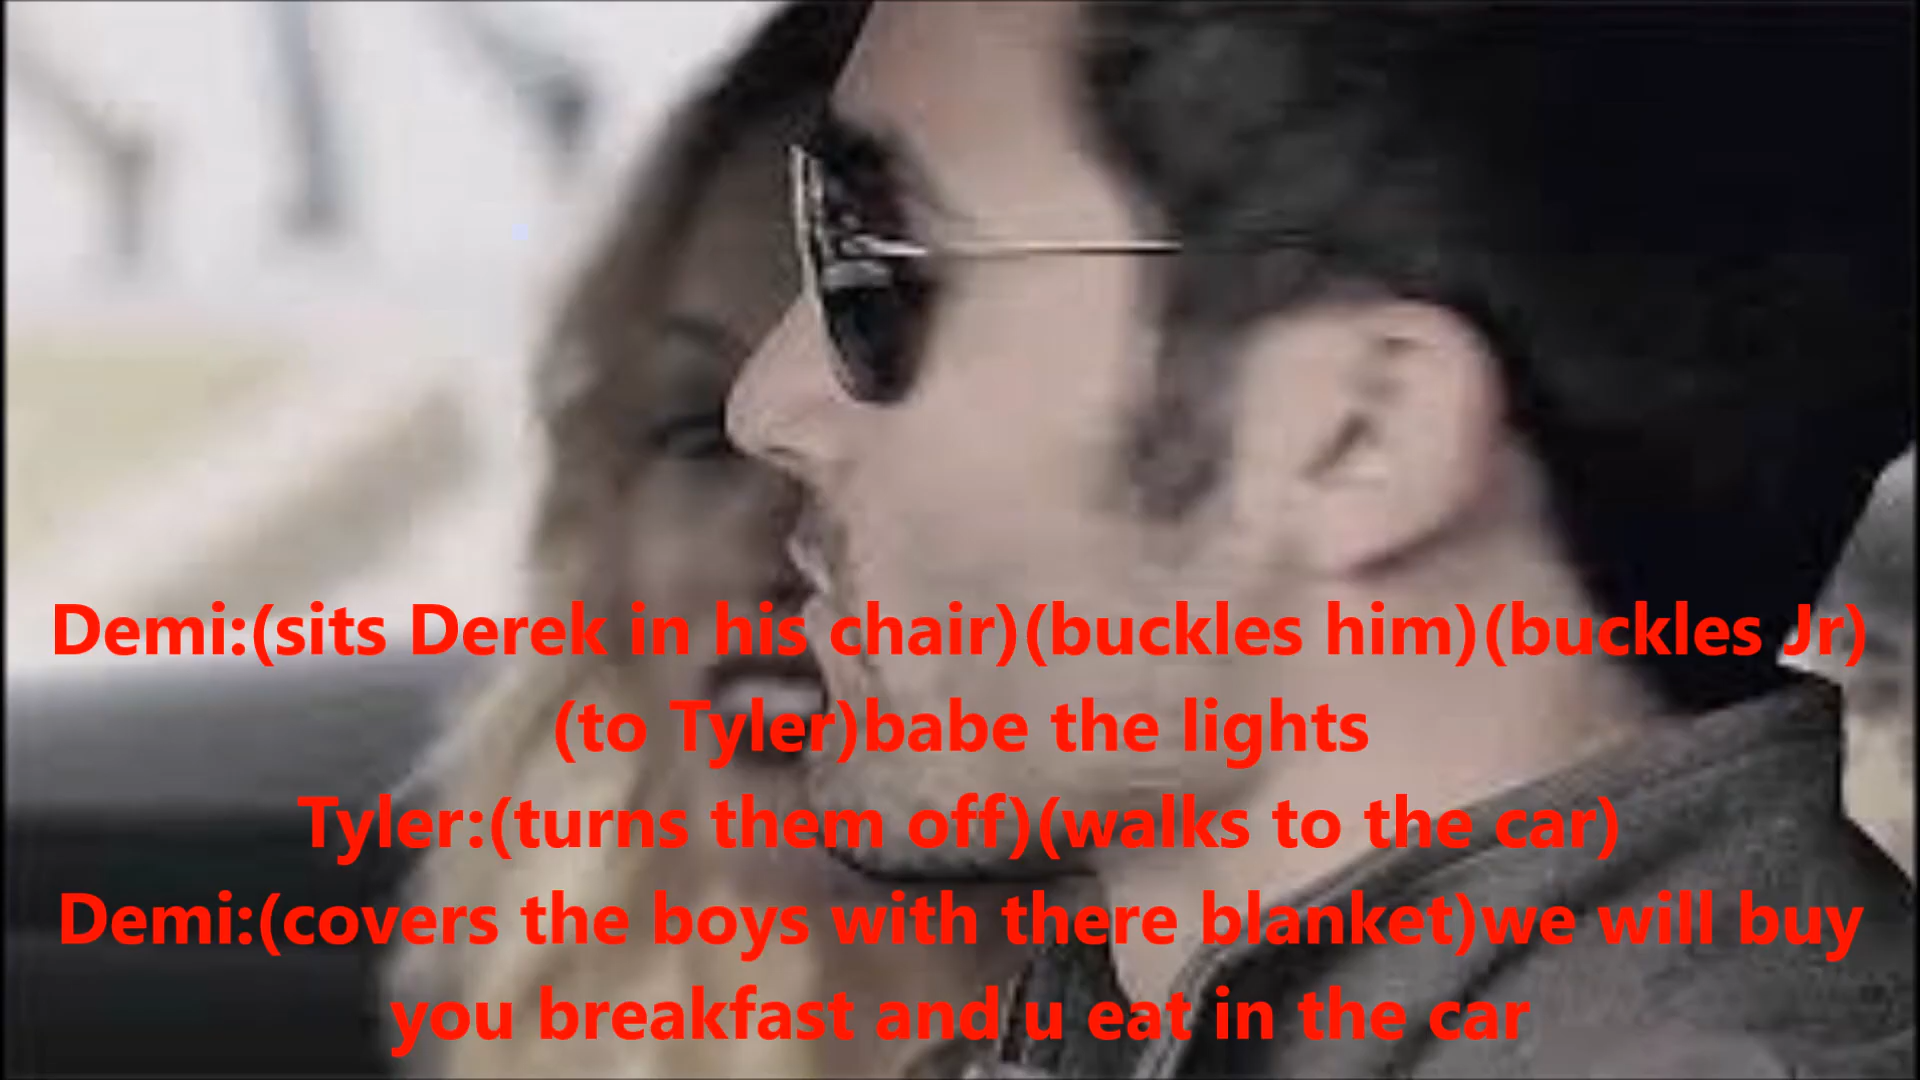 Demi:(sits Derek in his chair)(buckles him)(buckles Jr)
(to Tyler)babe the lights
Tyler:(turns them off)(walks to the car)
Demi:(covers the boys with there blanket)we will buy
you breakfast and u eat in the car